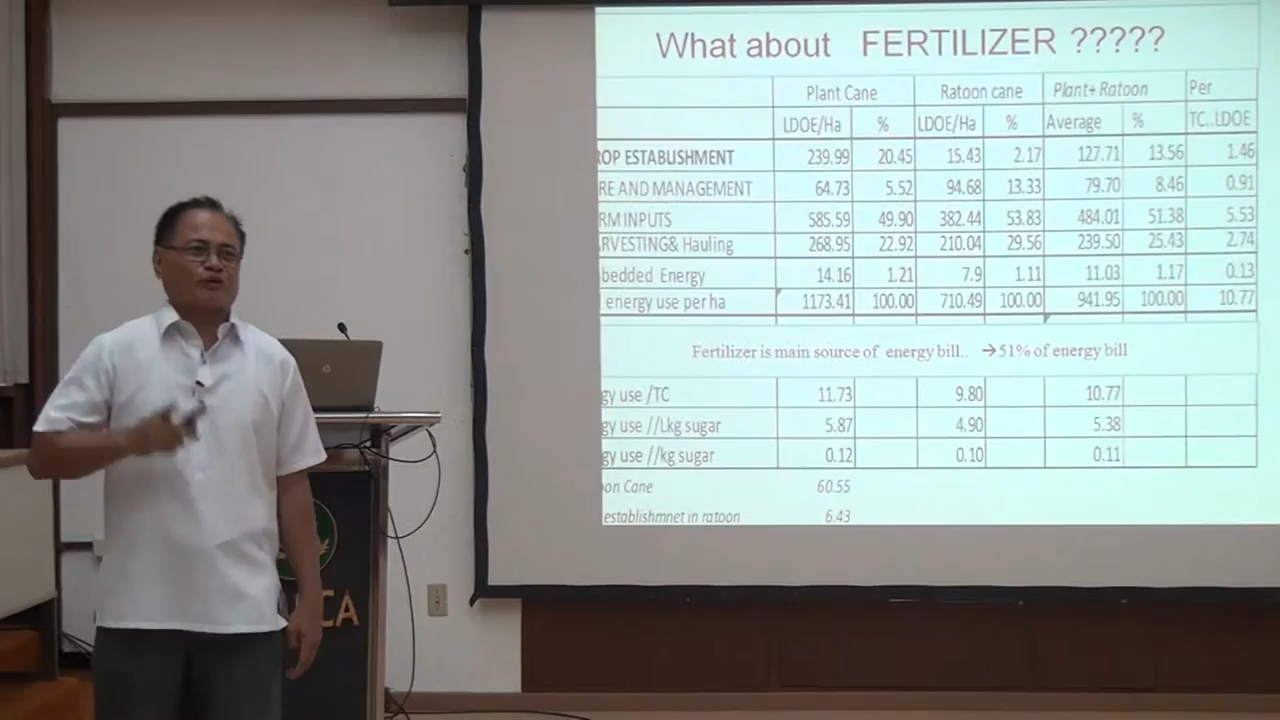 What about FERTILIZER ?????
Plant Cane Ratoon cane Plant+ Ratoon Per
LDOE/Ha % LDOE/Ha % Average % TC..LDOE
ROP ESTABLISHMENT 239.99 20.45 15.43 2.17 127.71 13.56 1.46
RE AND MANAGEMENT 64.73 5.52 94.68 13.33 79.70 8.46 0.91
RM INPUTS 585.59 49.90 382.44 53.83 484.01 51.38 5.53
ARVESTING& Hauling 268.95 22.92 210.04 29.56 239.50 25.43 2.74
bedded Energy 14.16 1.21 7.9 1.11 11.03 1.17 0.13
l energy use per ha 1173.41 100.00 710.49 100.00 941.95 100.00 10.77
Fertilizer is main source of energy bill.. →51% of energy bill
gy use /TC 11.73 9.80 10.77
gy use //Lkg sugar 5.87 4.90 5.38
gy use //kg sugar 0.12 0.10 0.11
oon Cane 60.55
establishmnet in ratoon 6.43
CA